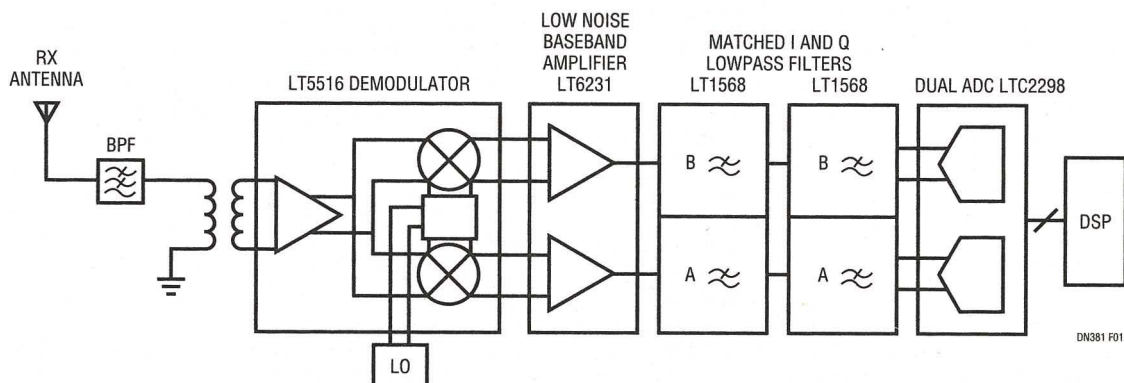 RX
ANTENNA
BPF
LT5516 DEMODULATOR
LO
LOW NOISE
BASEBAND
AMPLIFIER
LT6231
MATCHED I AND Q
LOWPASS FILTERS
LT1568
LT1568
B
B
A
A
DUAL ADC LTC2298
DSP
DN381 F01